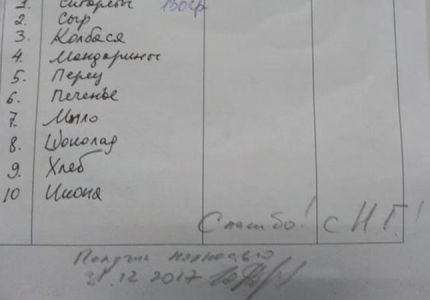 1. Сигареты 150гр
2. Сыр
3. Колбаса
4. Мандарины
5. Перец
6. Печенье
7. Мыло
8. Шоколад
9. Хлеб
10 Икона
Спасибо! с Н Г.!
Получил полностью
31.12 2017